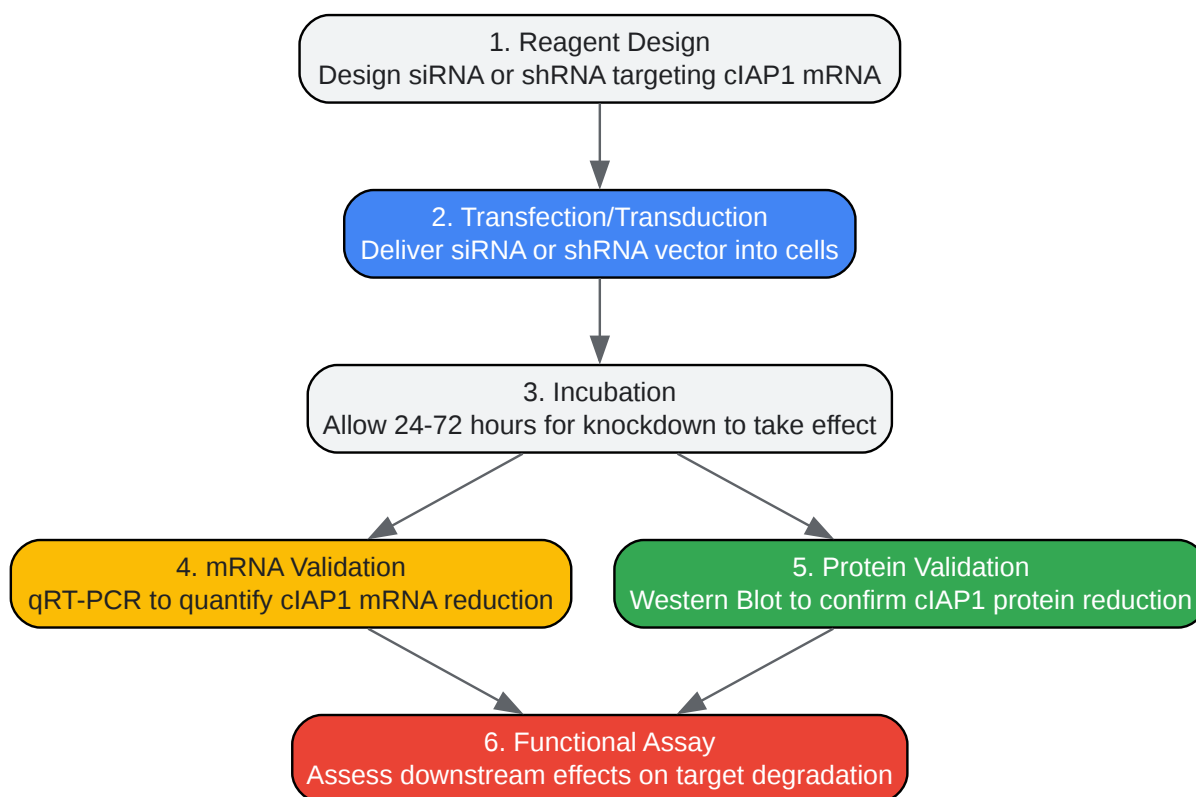 1. Reagent Design
Design siRNA or shRNA targeting cIAP1 mRNA
2. Transfection/Transduction
Deliver siRNA or shRNA vector into cells
3. Incubation
Allow 24-72 hours for knockdown to take effect
4. mRNA Validation
qRT-PCR to quantify cIAP1 mRNA reduction
5. Protein Validation
Western Blot to confirm cIAP1 protein reduction
6. Functional Assay
Assess downstream effects on target degradation